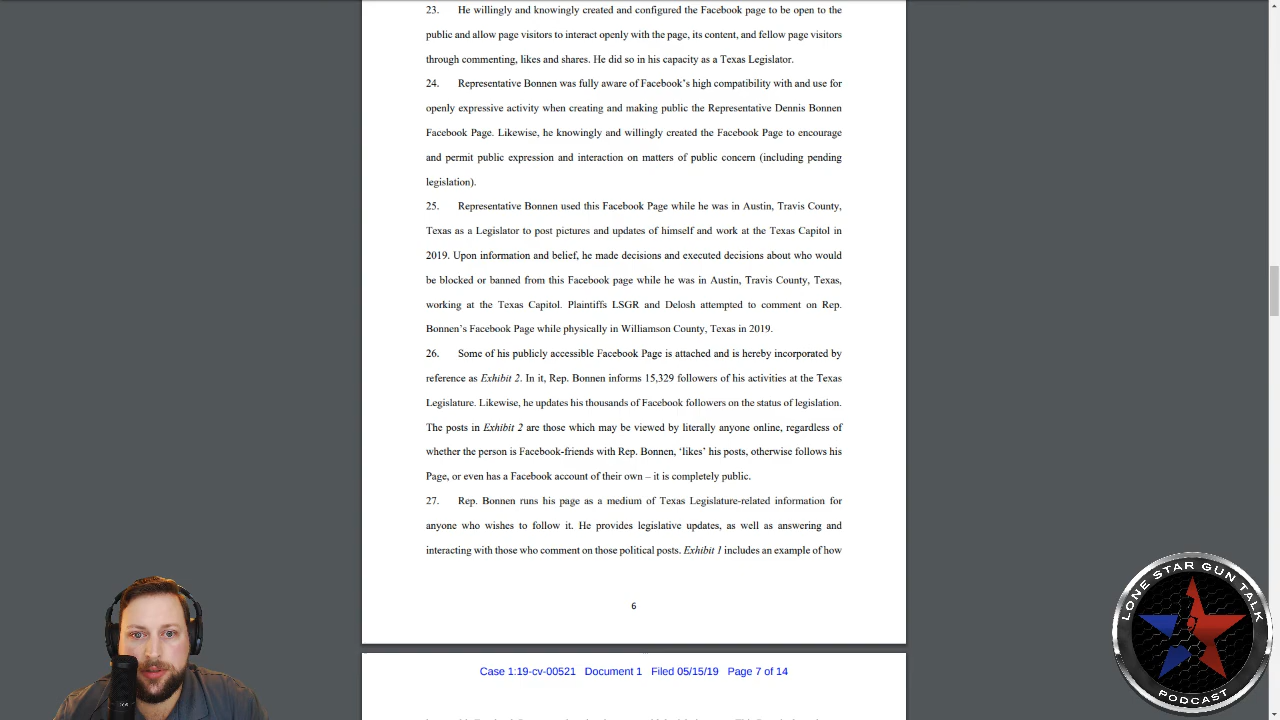 23. He willingly and knowingly created and configured the Facebook page to be open to the
public and allow page visitors to interact openly with the page, its content, and fellow page visitors
through commenting, likes and shares. He did so in his capacity as a Texas Legislator.
24. Representative Bonnen was fully aware of Facebook’s high compatibility with and use for
openly expressive activity when creating and making public the Representative Dennis Bonnen
Facebook Page. Likewise, he knowingly and willingly created the Facebook Page to encourage
and permit public expression and interaction on matters of public concern (including pending
legislation).
25. Representative Bonnen used this Facebook Page while he was in Austin, Travis County,
Texas as a Legislator to post pictures and updates of himself and work at the Texas Capitol in
2019. Upon information and belief, he made decisions and executed decisions about who would
be blocked or banned from this Facebook page while he was in Austin, Travis County, Texas,
working at the Texas Capitol. Plaintiffs LSGR and Delosh attempted to comment on Rep.
Bonnen’s Facebook Page while physically in Williamson County, Texas in 2019.
26. Some of his publicly accessible Facebook Page is attached and is hereby incorporated by
reference as Exhibit 2. In it, Rep. Bonnen informs 15,329 followers of his activities at the Texas
Legislature. Likewise, he updates his thousands of Facebook followers on the status of legislation.
The posts in Exhibit 2 are those which may be viewed by literally anyone online, regardless of
whether the person is Facebook-friends with Rep. Bonnen, ‘likes’ his posts, otherwise follows his
Page, or even has a Facebook account of their own – it is completely public.
27. Rep. Bonnen runs his page as a medium of Texas Legislature-related information for
anyone who wishes to follow it. He provides legislative updates, as well as answering and
interacting with those who comment on those political posts. Exhibit 1 includes an example of how
6
Case 1:19-cv-00521 Document 1 Filed 05/15/19 Page 7 of 14
LONE STAR GUN TALK
PODCAST